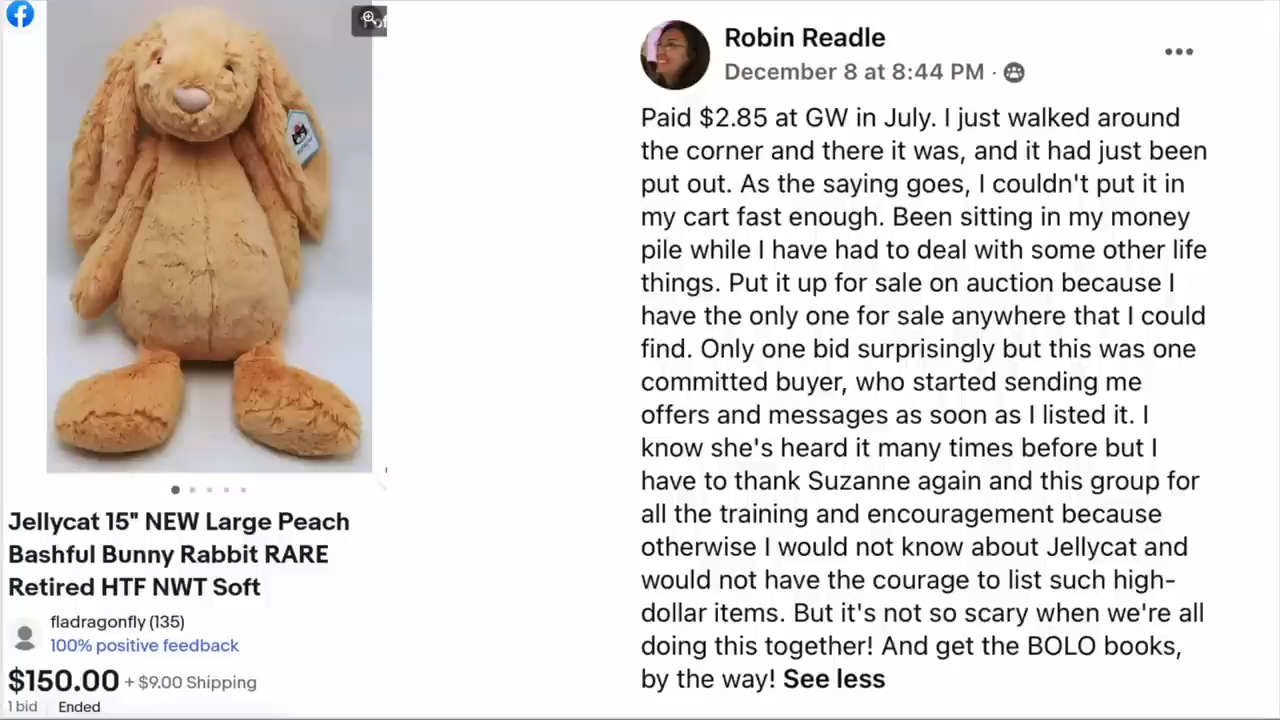 Jellycat 15" NEW Large Peach
Bashful Bunny Rabbit RARE
Retired HTF NWT Soft
fladragonfly (135)
100% positive feedback
$150.00 + $9.00 Shipping
1 bid Ended
Robin Readle
December 8 at 8:44 PM ·
Paid $2.85 at GW in July. I just walked around
the corner and there it was, and it had just been
put out. As the saying goes, I couldn't put it in
my cart fast enough. Been sitting in my money
pile while I have had to deal with some other life
things. Put it up for sale on auction because I
have the only one for sale anywhere that I could
find. Only one bid surprisingly but this was one
committed buyer, who started sending me
offers and messages as soon as I listed it. I
know she's heard it many times before but I
have to thank Suzanne again and this group for
all the training and encouragement because
otherwise I would not know about Jellycat and
would not have the courage to list such high-
dollar items. But it's not so scary when we're all
doing this together! And get the BOLO books,
by the way! See less